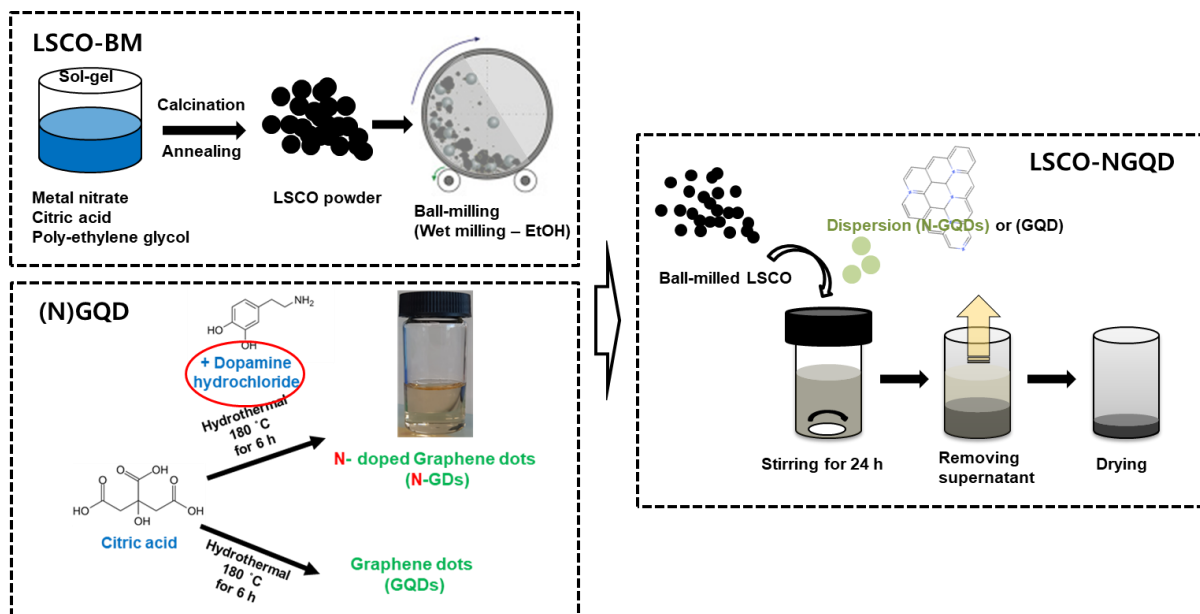 LSCO-BM
Sol-gel
Calcination
Annealing
Metal nitrate
Citric acid
Poly-ethylene glycol
LSCO powder
Ball-milling
(Wet milling – EtOH)
(N)GQD
NH2
HO
OH
+ Dopamine
hydrochloride
Hydrothermal
180 ˚C
for 6 h
N- doped Graphene dots
(N-GDs)
O
OH
O
O
HO
OH
OH
Citric acid
Hydrothermal
180 ˚C
for 6 h
Graphene dots
(GQDs)
LSCO-NGQD
Dispersion (N-GQDs) or (GQD)
Ball-milled LSCO
Stirring for 24 h
Removing
supernatant
Drying